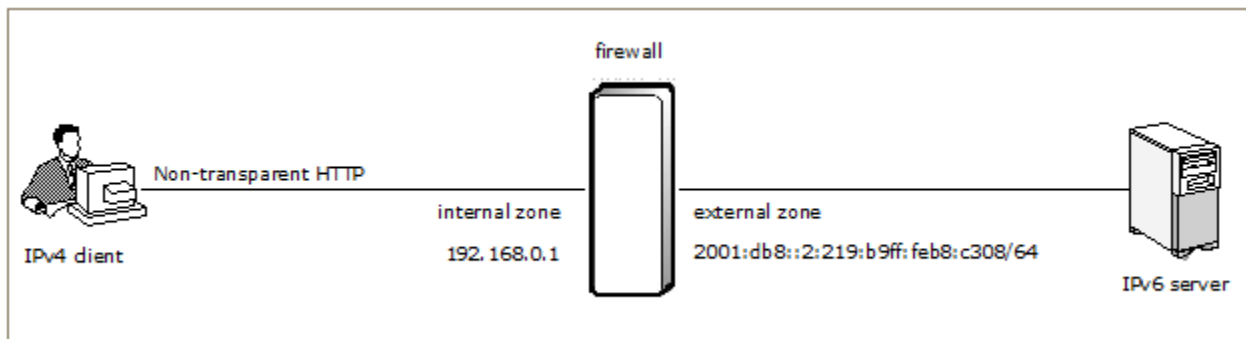 firewall
Non-transparent HTTP
internal zone
external zone
IPv4 client
192.168.0.1
2001:db8::2:219:b9ff:feb8:c308/64
IPv6 server